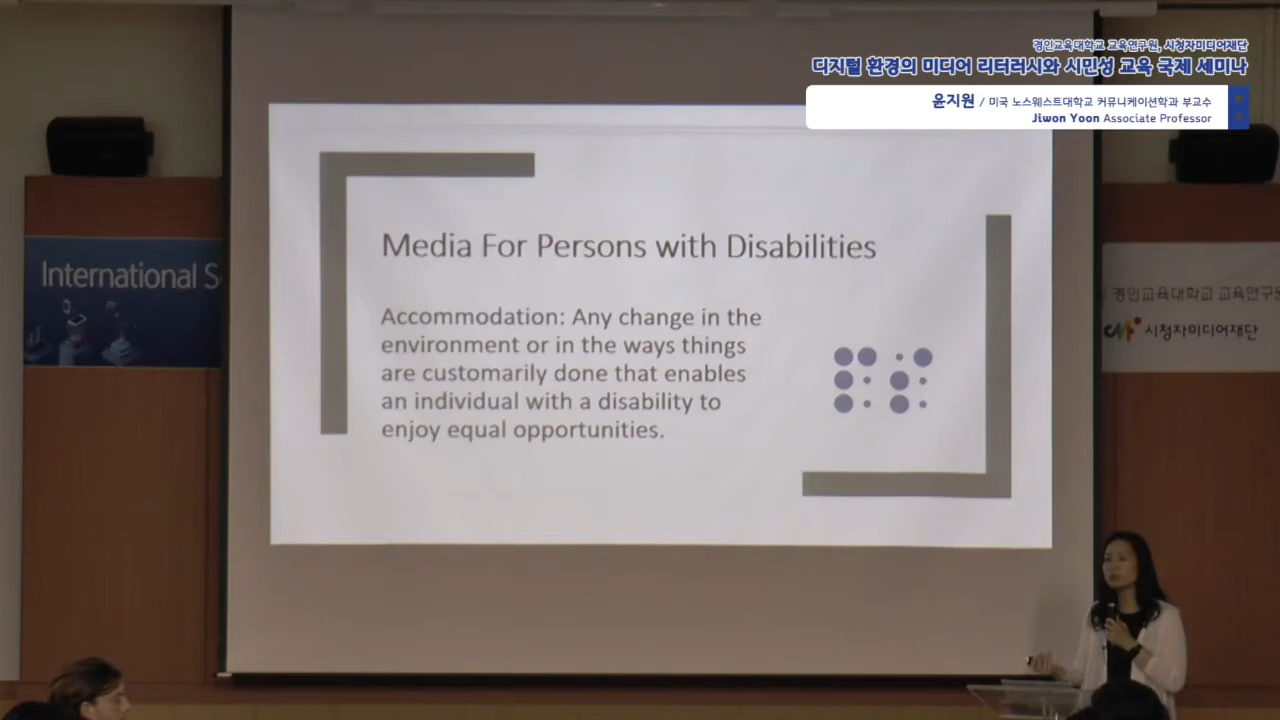 경인교육대학교 교육연구원, 시청자미디어재단
디지털 환경의 미디어 리터러시와 시민성 교육 국제 세미나
윤지원 / 미국 노스웨스트대학교 커뮤니케이션학과 부교수
Jiwon Yoon Associate Professor
Media For Persons with Disabilities
Accommodation: Any change in the
environment or in the ways things
are customarily done that enables
an individual with a disability to
enjoy equal opportunities.
International S
경인교육대학교 교육연구원
시청자미디어재단